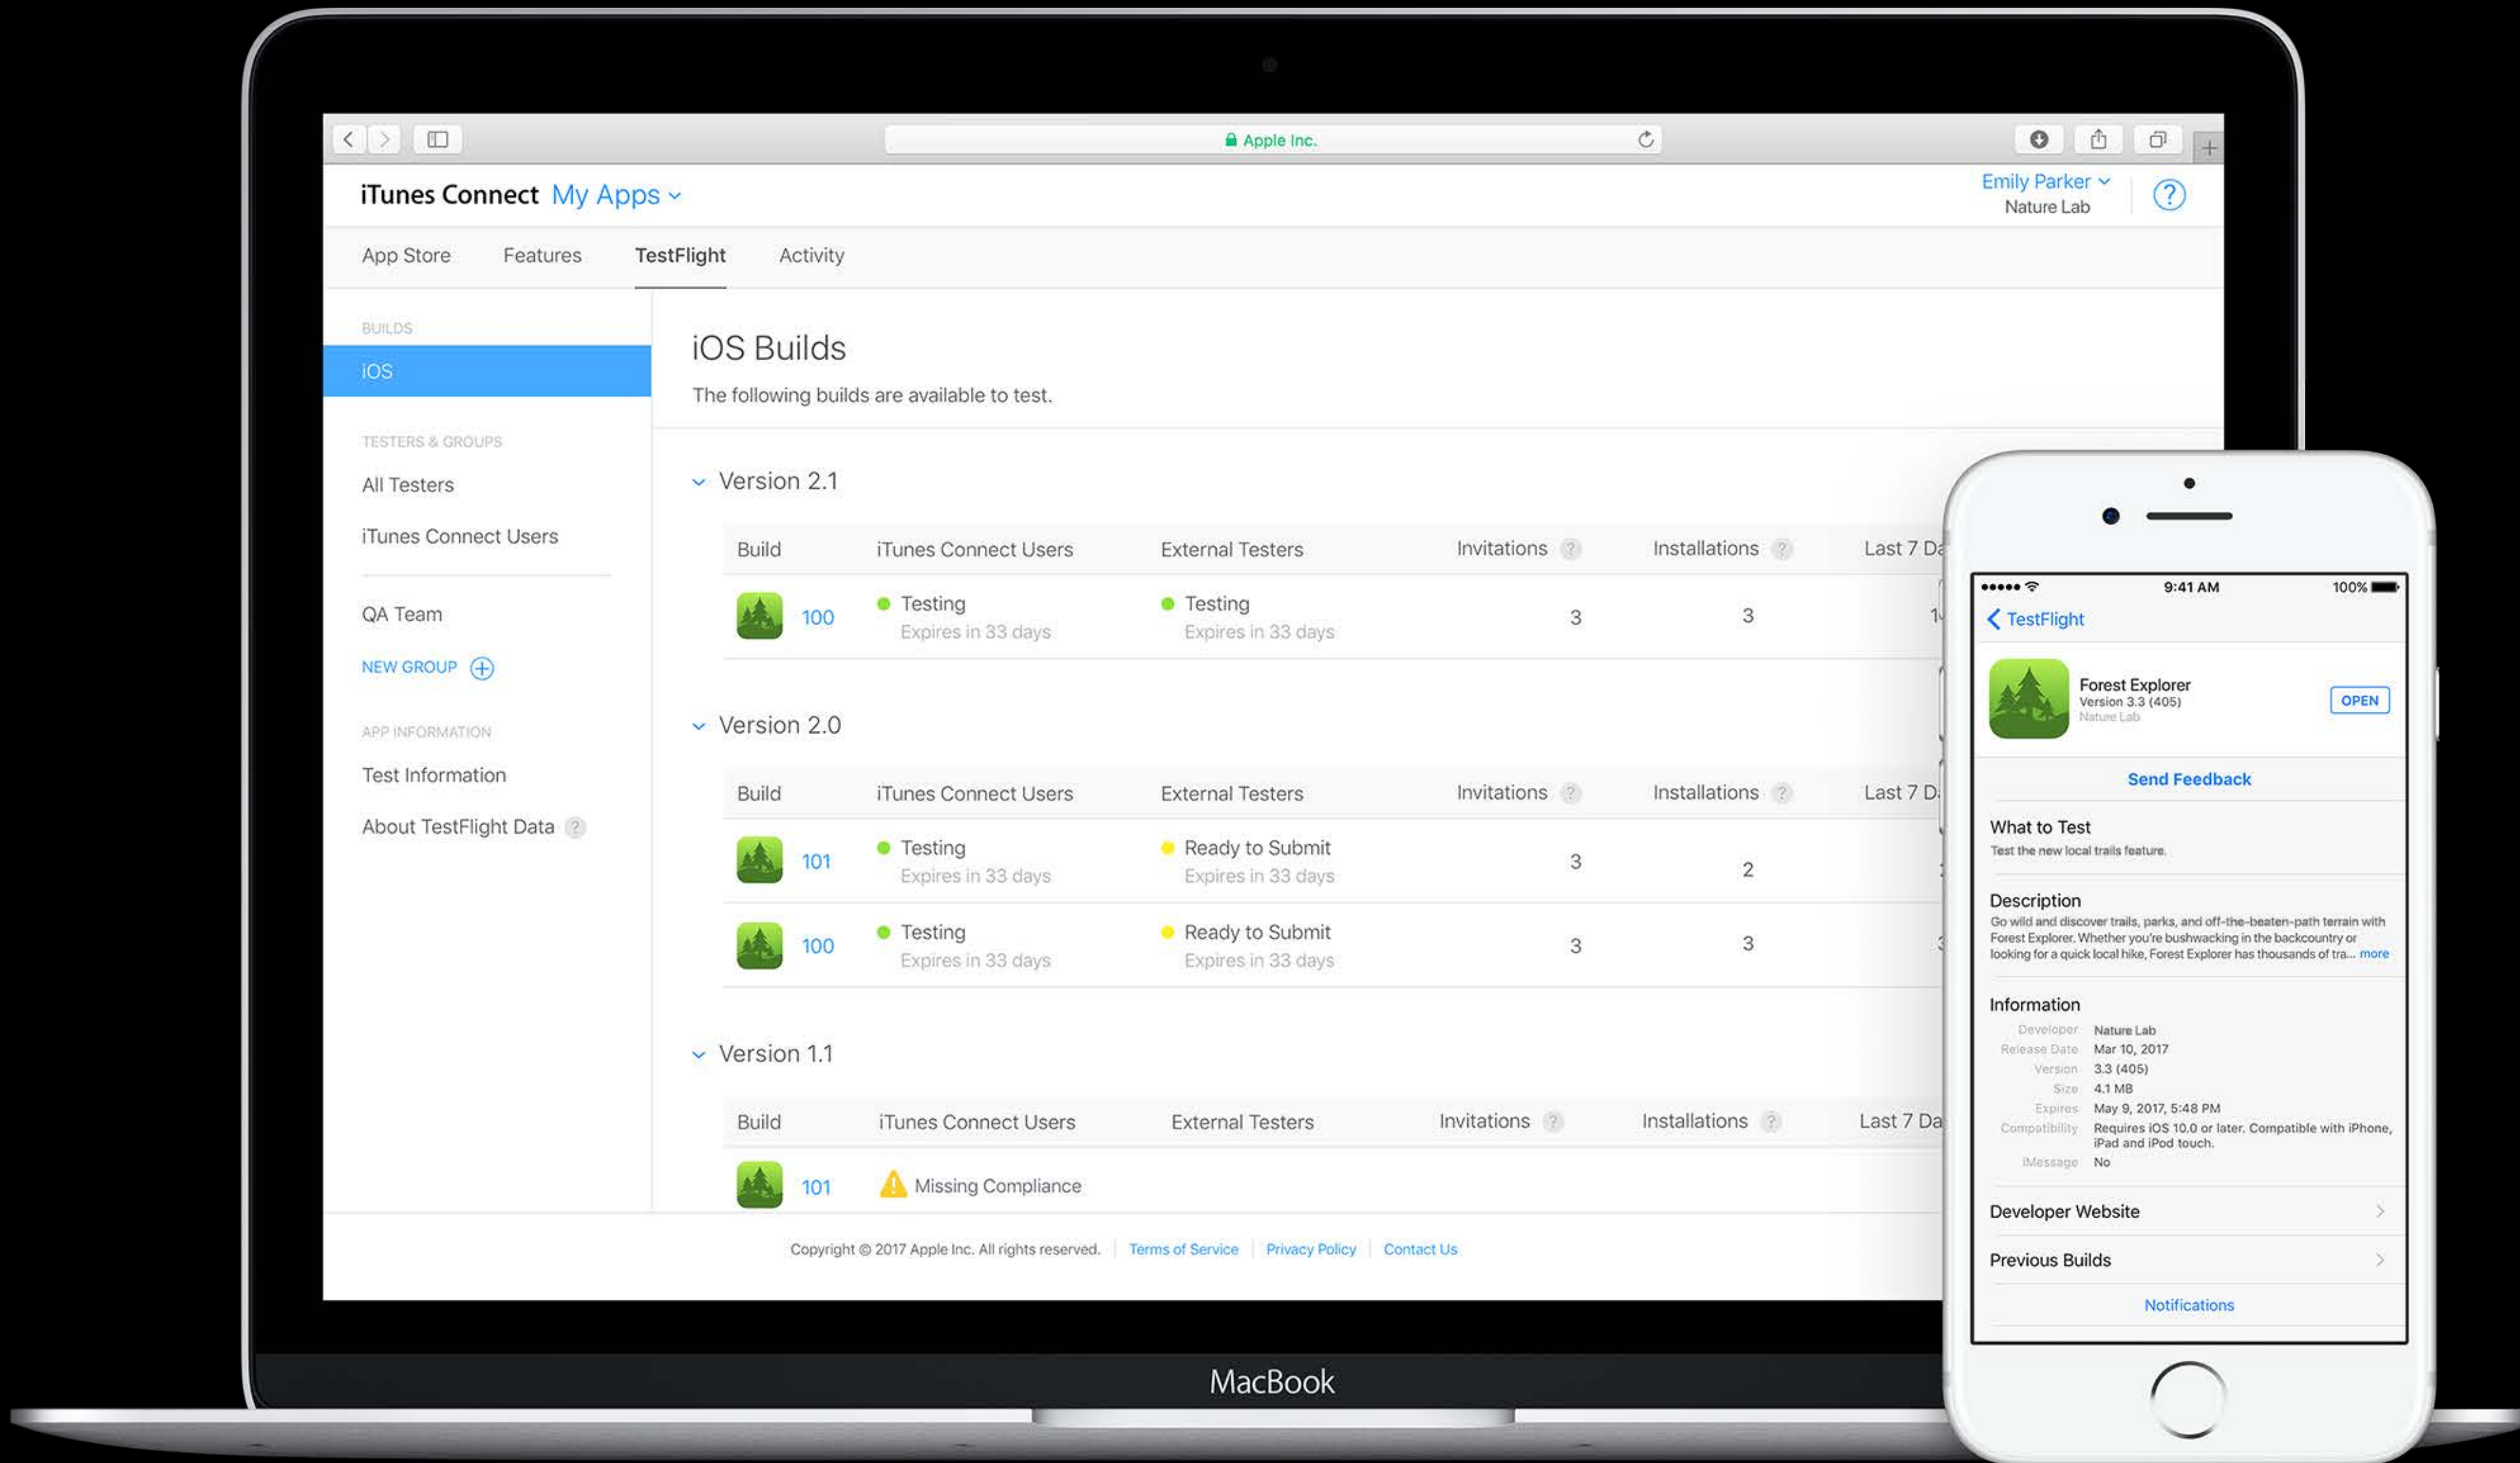 Apple Inc.
iTunes Connect My Apps
Emily Parker
Nature Lab
?
App Store Features TestFlight Activity
BUILDS
iOS
TESTERS & GROUPS
All Testers
iTunes Connect Users
QA Team
NEW GROUP
APP INFORMATION
Test Information
About TestFlight Data ?
iOS Builds
The following builds are available to test.
Version 2.1
Build iTunes Connect Users External Testers Invitations ? Installations ? Last 7
100 Testing Testing 3 3
Expires in 33 days Expires in 33 days
Version 2.0
Build iTunes Connect Users External Testers Invitations ? Installations ? Last 7
101 Testing Ready to Submit 3 2
Expires in 33 days Expires in 33 days
100 Testing Ready to Submit 3 3
Expires in 33 days Expires in 33 days
Version 1.1
Build iTunes Connect Users External Testers Invitations ? Installations ? Last 7
101 Missing Compliance
Copyright © 2017 Apple Inc. All rights reserved. Terms of Service Privacy Policy Contact Us
MacBook
9:41 AM 100%
TestFlight
Forest Explorer
Version 3.3 (405)
Nature Lab
OPEN
Send Feedback
What to Test
Test the new local trails feature.
Description
Go wild and discover trails, parks, and off-the-beaten-path terrain with
Forest Explorer. Whether you're bushwacking in the backcountry or
looking for a quick local hike, Forest Explorer has thousands of tra... more
Information
Developer Nature Lab
Release Date Mar 10, 2017
Version 3.3 (405)
Size 4.1 MB
Expires May 9, 2017, 5:48 PM
Compatibility Requires iOS 10.0 or later. Compatible with iPhone,
iPad and iPod touch.
iMessage No
Developer Website
Previous Builds
Notifications